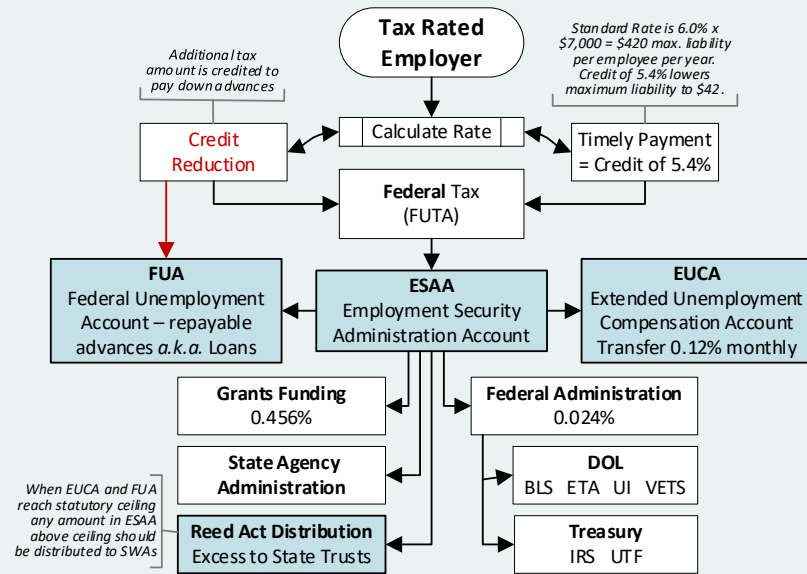 Tax Rated
Employer
Additional tax
amount is credited to
pay down advances
Standard Rate is 6.0% x
$7,000 = $420 max. liability
per employee per year.
Credit of 5.4% lowers
maximum liability to $42.
Credit
Reduction
Calculate Rate
Timely Payment
= Credit of 5.4%
Federal Tax
(FUTA)
FUA
Federal Unemployment
Account – repayable
advances a.k.a. Loans
ESAA
Employment Security
Administration Account
EUCA
Extended Unemployment
Compensation Account
Transfer 0.12% monthly
Grants Funding
0.456%
Federal Administration
0.024%
State Agency
Administration
DOL
BLS ETA UI VETS
When EUCA and FUA
reach statutory ceiling
any amount in ESAA
above ceiling should
be distributed to SWAs
Reed Act Distribution
Excess to State Trusts
Treasury
IRS UTF